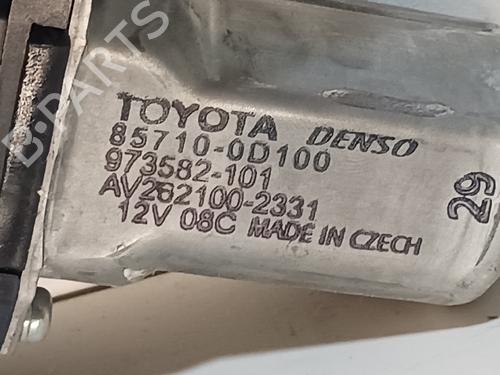 B-PARTS
TOYOTA DENSO
85710-0D100
973582-101
AV262100-2331
12V 08C MADE IN CZECH
29